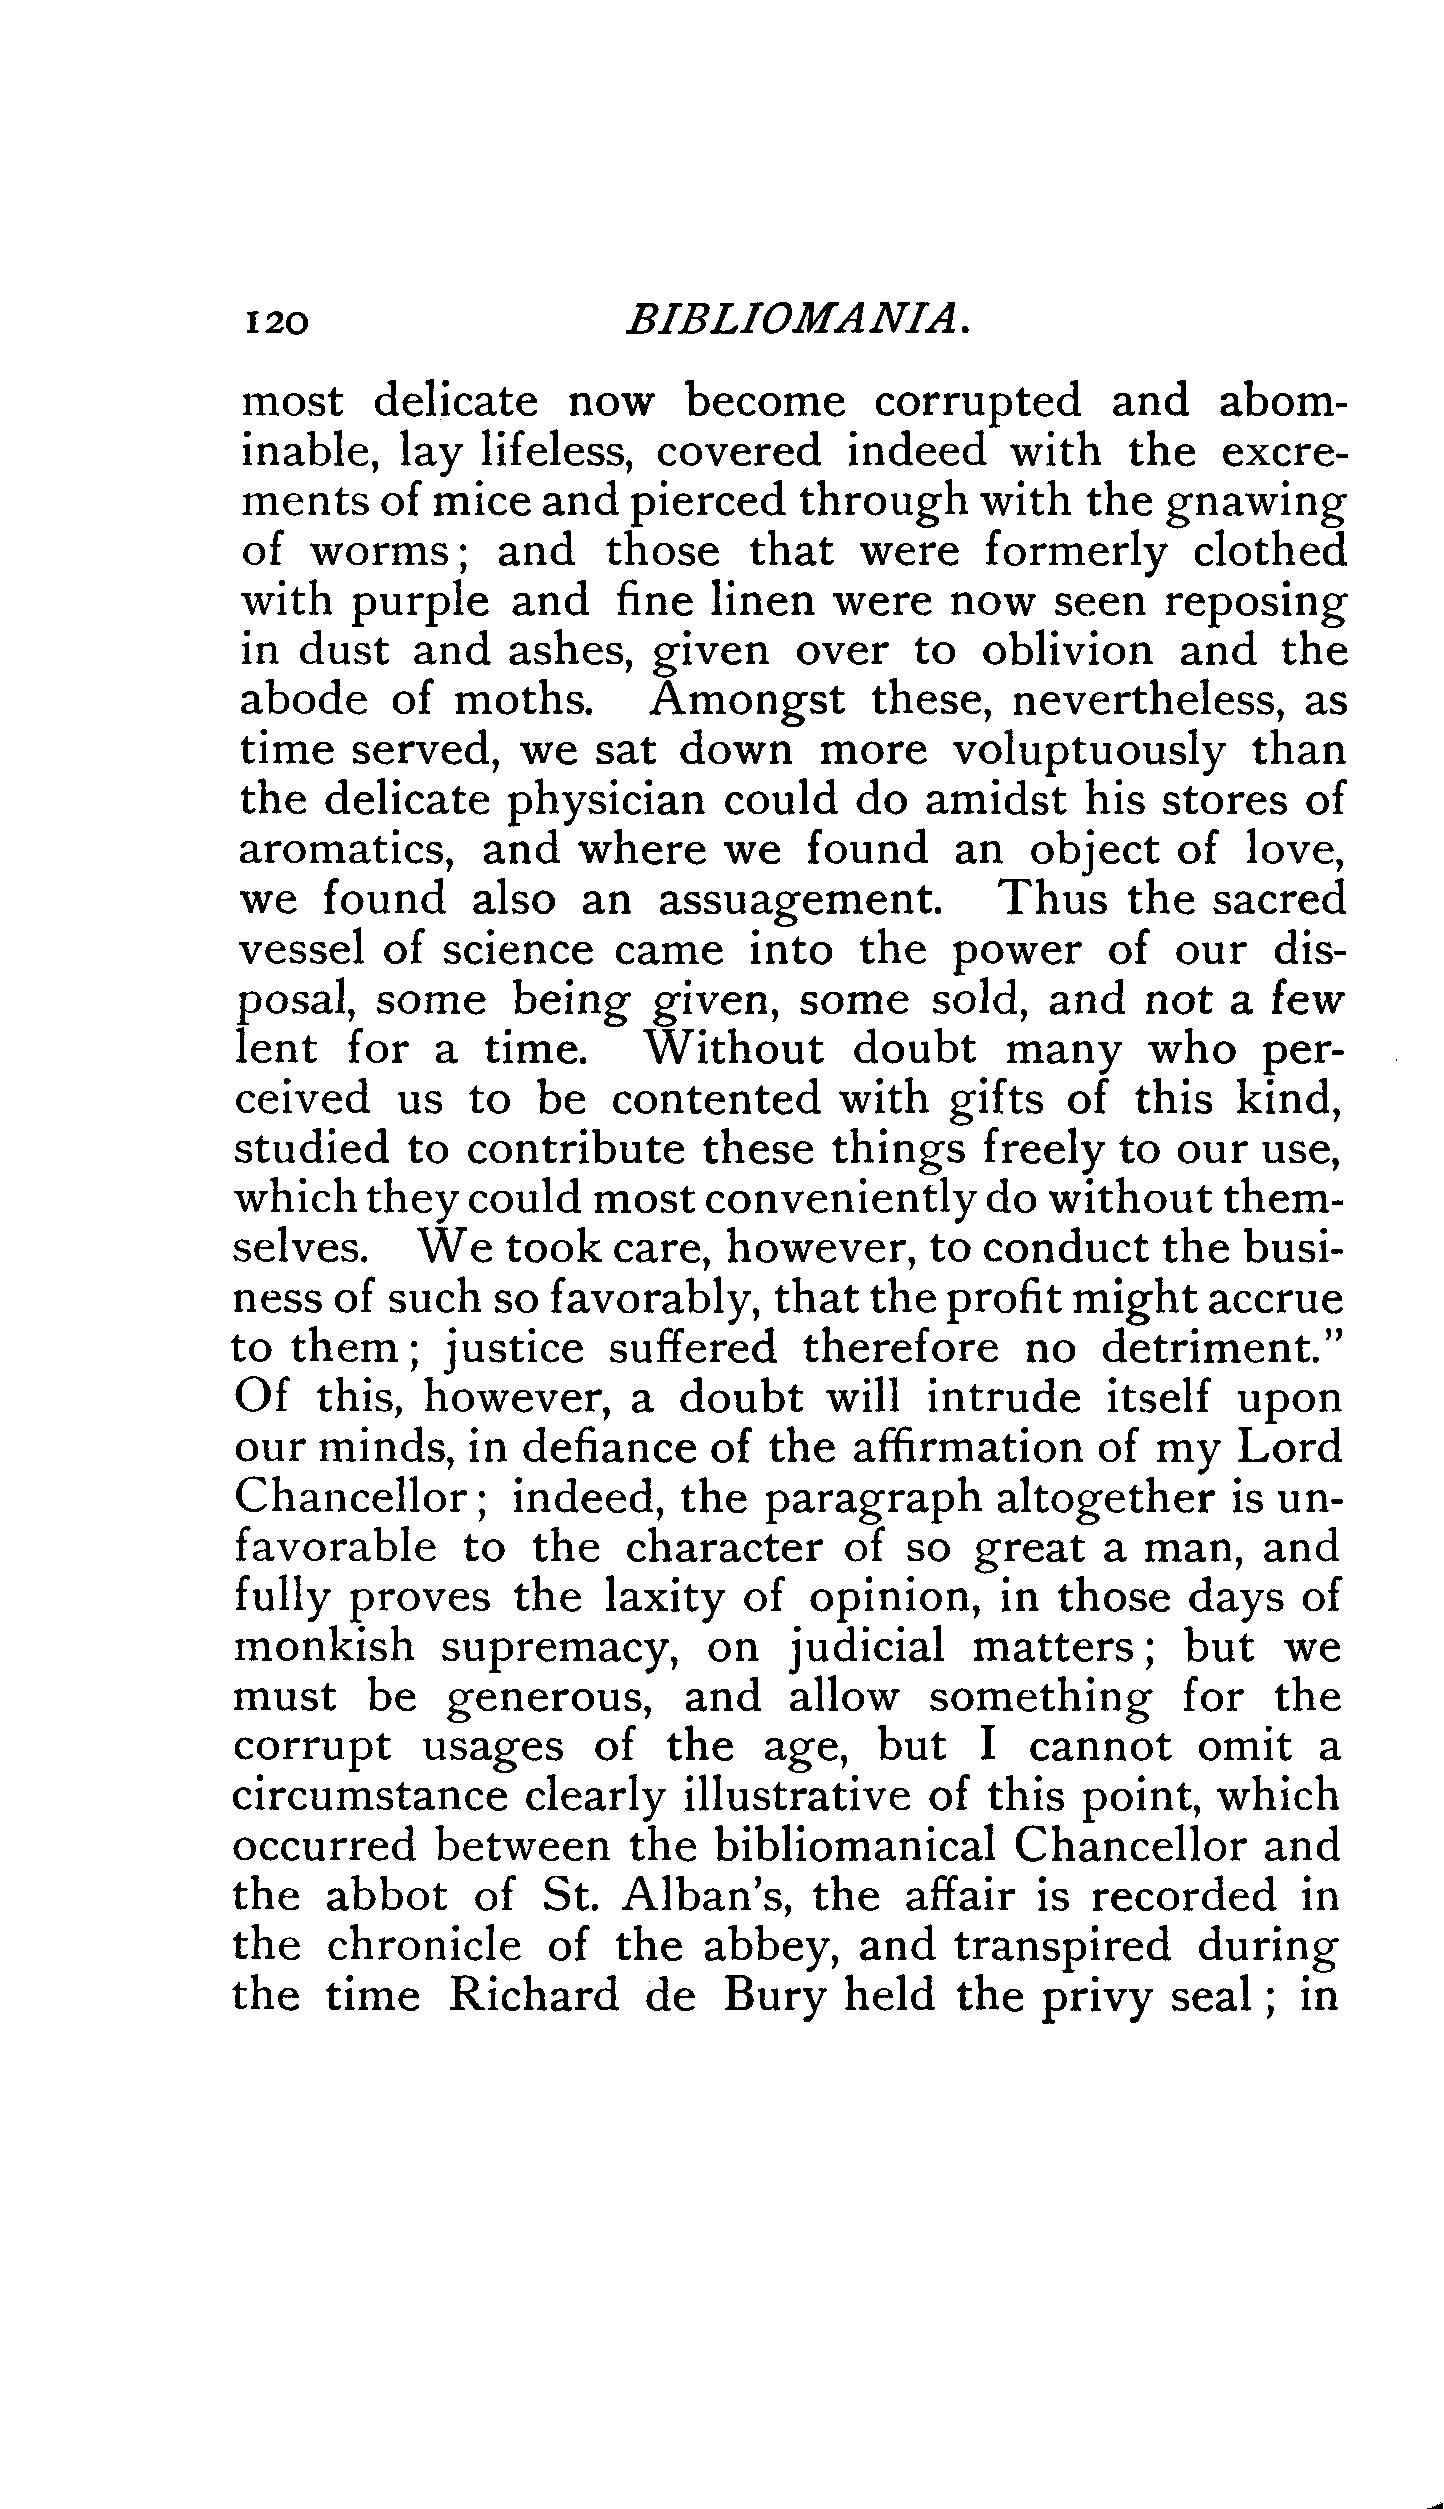 120 BIBLIOMANIA.
most delicate now become corrupted and abom-
inable, lay lifeless, covered indeed with the excre-
ments of mice and pierced through with the gnawing
of worms; and those that were formerly clothed
with purple and fine linen were now seen reposing
in dust and ashes, given over to oblivion and the
abode of moths. Amongst these, nevertheless, as
time served, we sat down more voluptuously than
the delicate physician could do amidst his stores of
aromatics, and where we found an object of love,
we found also an assuagement. Thus the sacred
vessel of science came into the power of our dis-
posal, some being given, some sold, and not a few
lent for a time. Without doubt many who per-
ceived us to be contented with gifts of this kind,
studied to contribute these things freely to our use,
which they could most conveniently do without them-
selves. We took care, however, to conduct the busi-
ness of such so favorably, that the profit might accrue
to them; justice suffered therefore no detriment."
Of this, however, a doubt will intrude itself upon
our minds, in defiance of the affirmation of my Lord
Chancellor; indeed, the paragraph altogether is un-
favorable to the character of so great a man, and
fully proves the laxity of opinion, in those days of
monkish supremacy, on judicial matters; but we
must be generous, and allow something for the
corrupt usages of the age, but I cannot omit a
circumstance clearly illustrative of this point, which
occurred between the bibliomanical Chancellor and
the abbot of St. Alban's, the affair is recorded in
the chronicle of the abbey, and transpired during
the time Richard de Bury held the privy seal; in